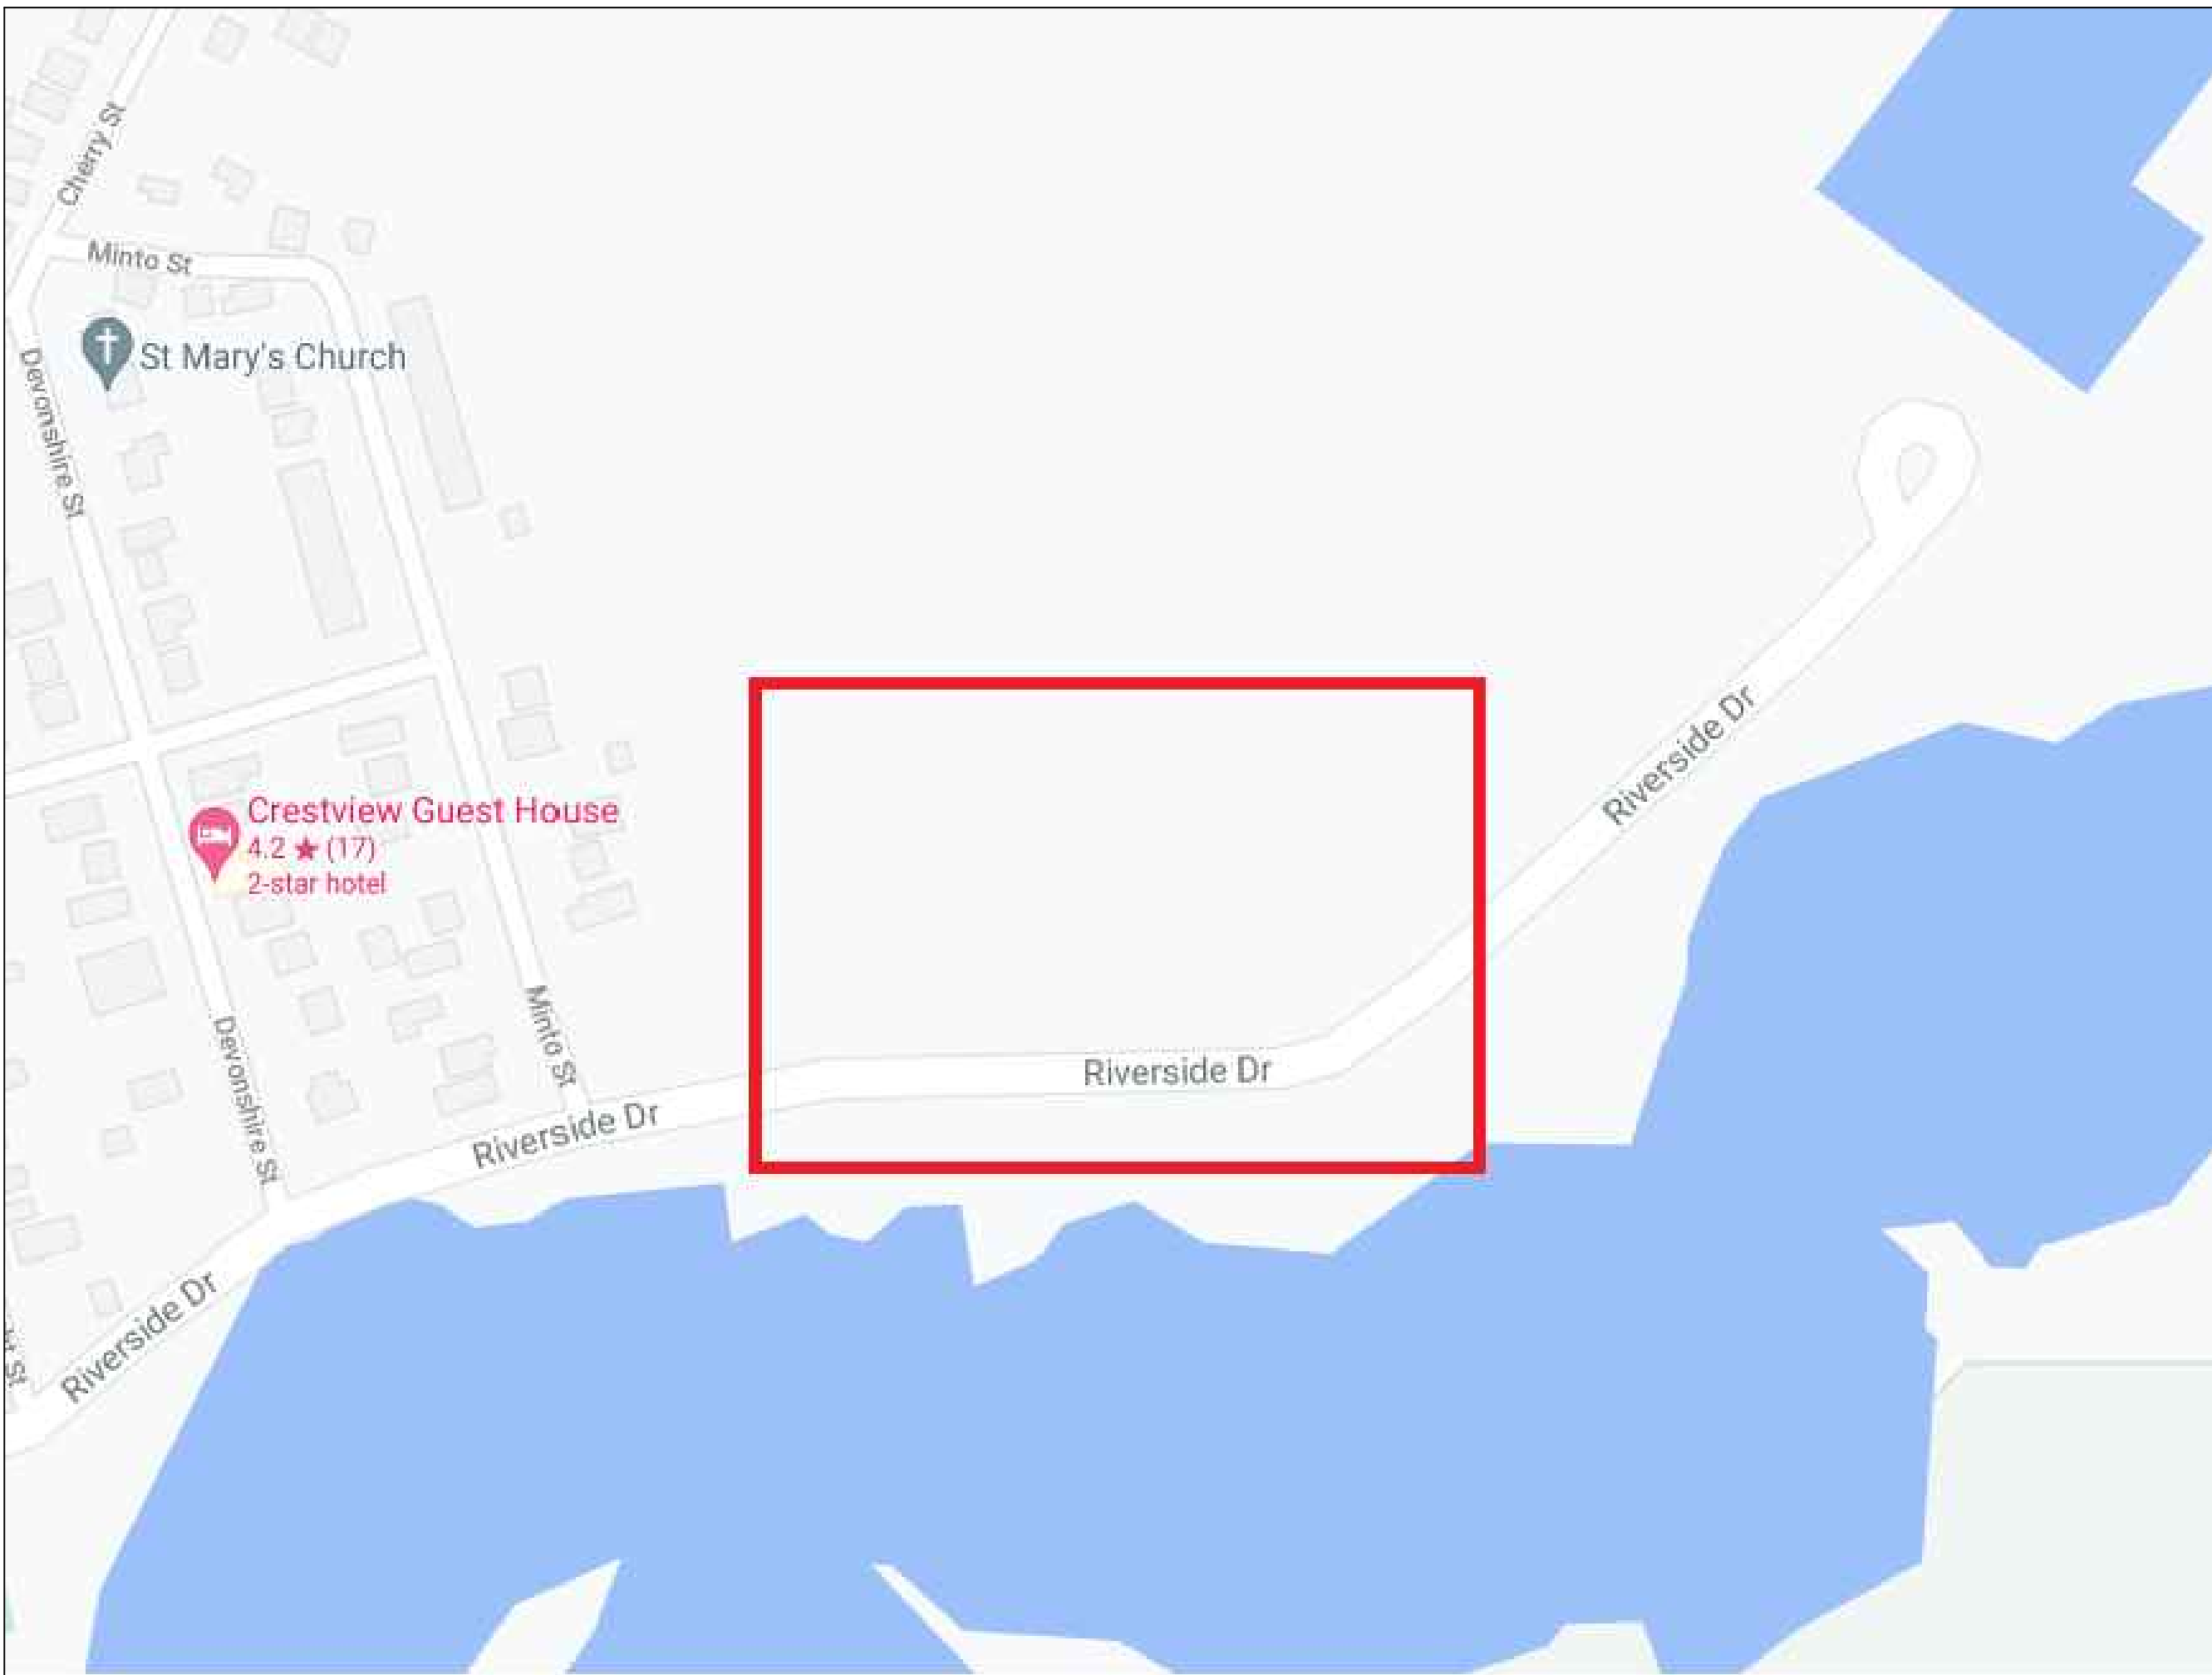 Cherry St
Minto St
St Mary's Church
Devonshire St
Riverside Dr
Crestview Guest House
4.2 ★ (17)
2-star hotel
Minto St
Devonshire St
Riverside Dr
Riverside Dr
Riverside Dr
St